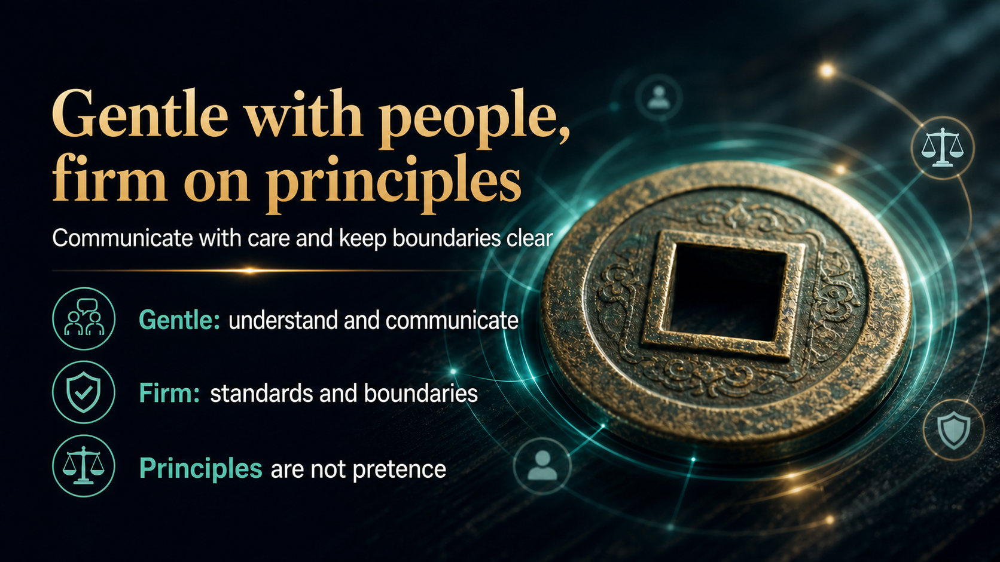 Gentle with people,
firm on principles
Communicate with care and keep boundaries clear
Gentle: understand and communicate
Firm: standards and boundaries
Principles are not pretence